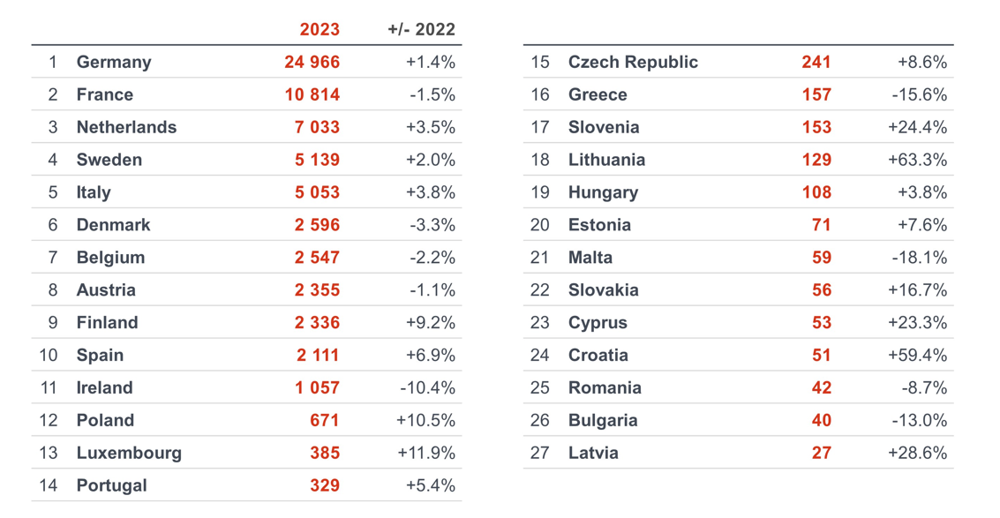 2023 +/- 2022
1 Germany 24 966 +1.4%
2 France 10 814 -1.5%
3 Netherlands 7 033 +3.5%
4 Sweden 5 139 +2.0%
5 Italy 5 053 +3.8%
6 Denmark 2 596 -3.3%
7 Belgium 2 547 -2.2%
8 Austria 2 355 -1.1%
9 Finland 2 336 +9.2%
10 Spain 2 111 +6.9%
11 Ireland 1 057 -10.4%
12 Poland 671 +10.5%
13 Luxembourg 385 +11.9%
14 Portugal 329 +5.4%
15 Czech Republic 241 +8.6%
16 Greece 157 -15.6%
17 Slovenia 153 +24.4%
18 Lithuania 129 +63.3%
19 Hungary 108 +3.8%
20 Estonia 71 +7.6%
21 Malta 59 -18.1%
22 Slovakia 56 +16.7%
23 Cyprus 53 +23.3%
24 Croatia 51 +59.4%
25 Romania 42 -8.7%
26 Bulgaria 40 -13.0%
27 Latvia 27 +28.6%